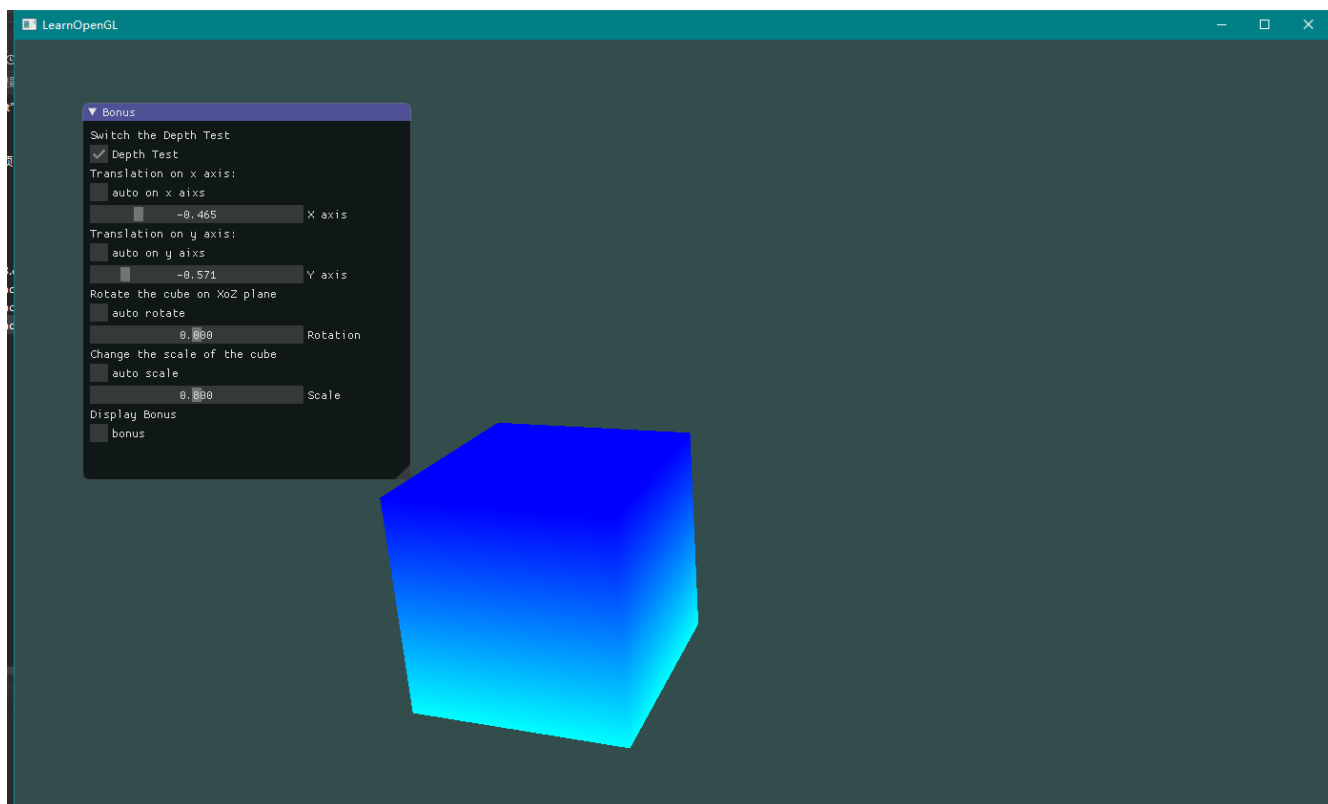 LearnOpenGL
Bonus
Switch the Depth Test
Depth Test
Translation on x axis:
auto on x aixs
-0.465 X axis
Translation on y axis:
auto on y aixs
-0.571 Y axis
Rotate the cube on XoZ plane
auto rotate
0.000 Rotation
Change the scale of the cube
auto scale
0.800 Scale
Display Bonus
bonus